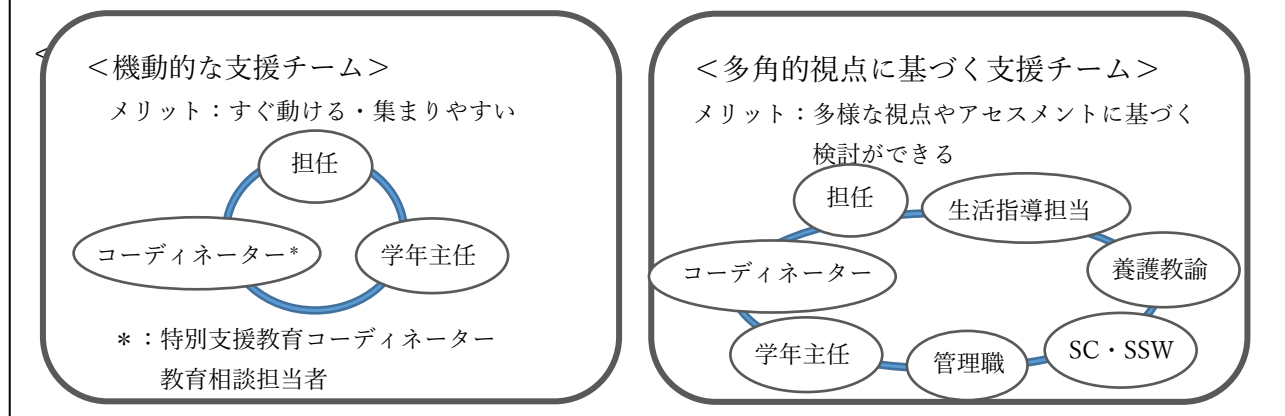 <
＜機動的な支援チーム＞
メリット：すぐ動ける・集まりやすい
担任
コーディネーター*
学年主任
＊：特別支援教育コーディネーター
教育相談担当者
＜多角的視点に基づく支援チーム＞
メリット：多様な視点やアセスメントに基づく
検討ができる
担任
生活指導担当
コーディネーター
養護教諭
学年主任
管理職
SC・SSW